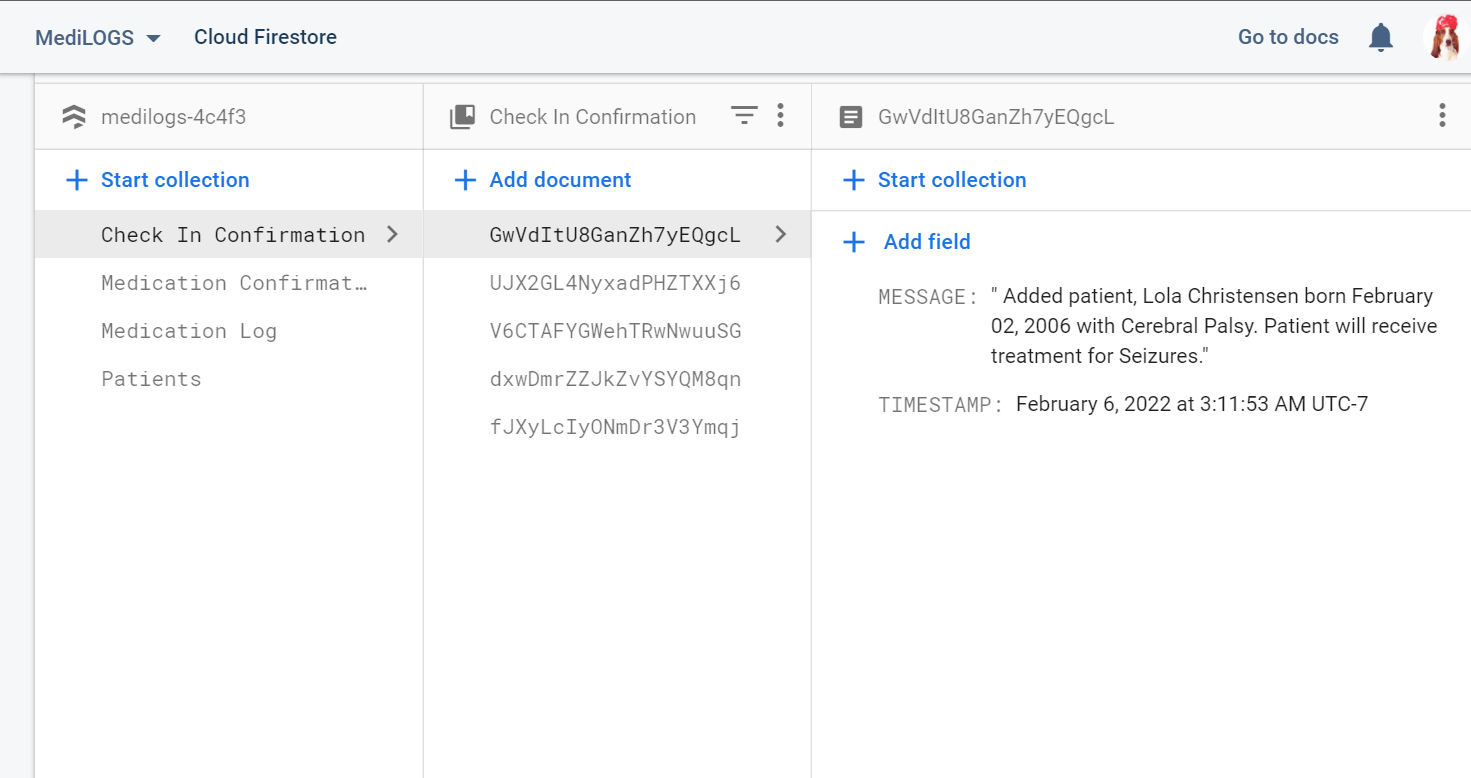 MediLOGS Cloud Firestore Go to docs
medilogs-4c4f3
Start collection
Check In Confirmation
Medication Confirmat…
Medication Log
Patients
Check In Confirmation
Add document
GwVdItU8GanZh7yEQgcL
UJX2GL4NyxadPHZTXXj6
V6CTAFYGWehTRwNwuuSG
dxwDmrZZJkZvYSYQM8qn
fJXyLcIyONmDr3V3Ymqj
GwVdItU8GanZh7yEQgcL
Start collection
Add field
MESSAGE: " Added patient, Lola Christensen born February
02, 2006 with Cerebral Palsy. Patient will receive
treatment for Seizures."
TIMESTAMP: February 6, 2022 at 3:11:53 AM UTC-7